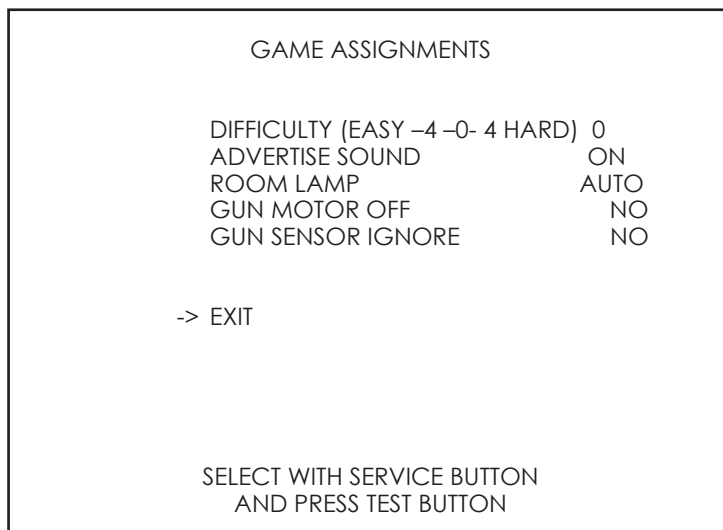 GAME ASSIGNMENTS
DIFFICULTY (EASY –4 –0- 4 HARD) 0
ADVERTISE SOUND ON
ROOM LAMP AUTO
GUN MOTOR OFF NO
GUN SENSOR IGNORE NO
-> EXIT
SELECT WITH SERVICE BUTTON
AND PRESS TEST BUTTON